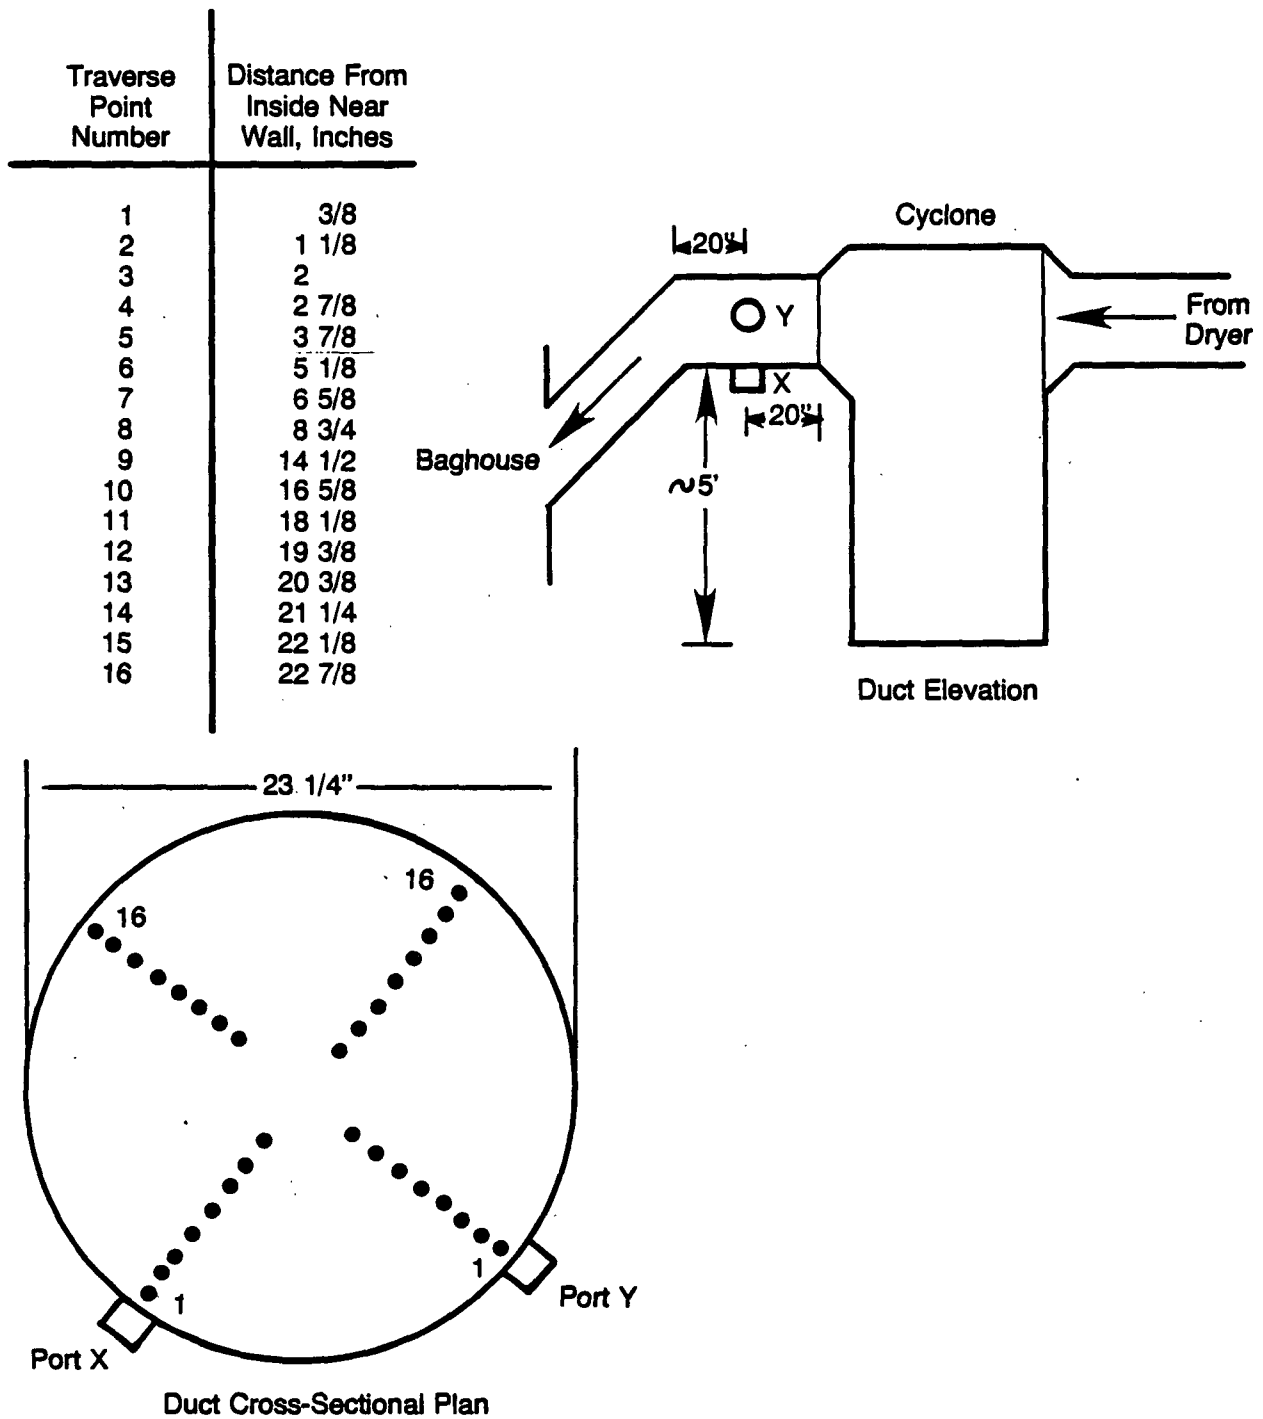 Traverse Point Number
Distance From Inside Near Wall, Inches
1 3/8
2 1 1/8
3 2
4 2 7/8
5 3 7/8
6 5 1/8
7 6 5/8
8 8 3/4
9 14 1/2
10 16 5/8
11 18 1/8
12 19 3/8
13 20 3/8
14 21 1/4
15 22 1/8
16 22 7/8
Cyclone
20"
Y
From
Dryer
X
20"
Baghouse
~5'
Duct Elevation
23 1/4"
16
16
1
1
Port Y
Port X
Duct Cross-Sectional Plan